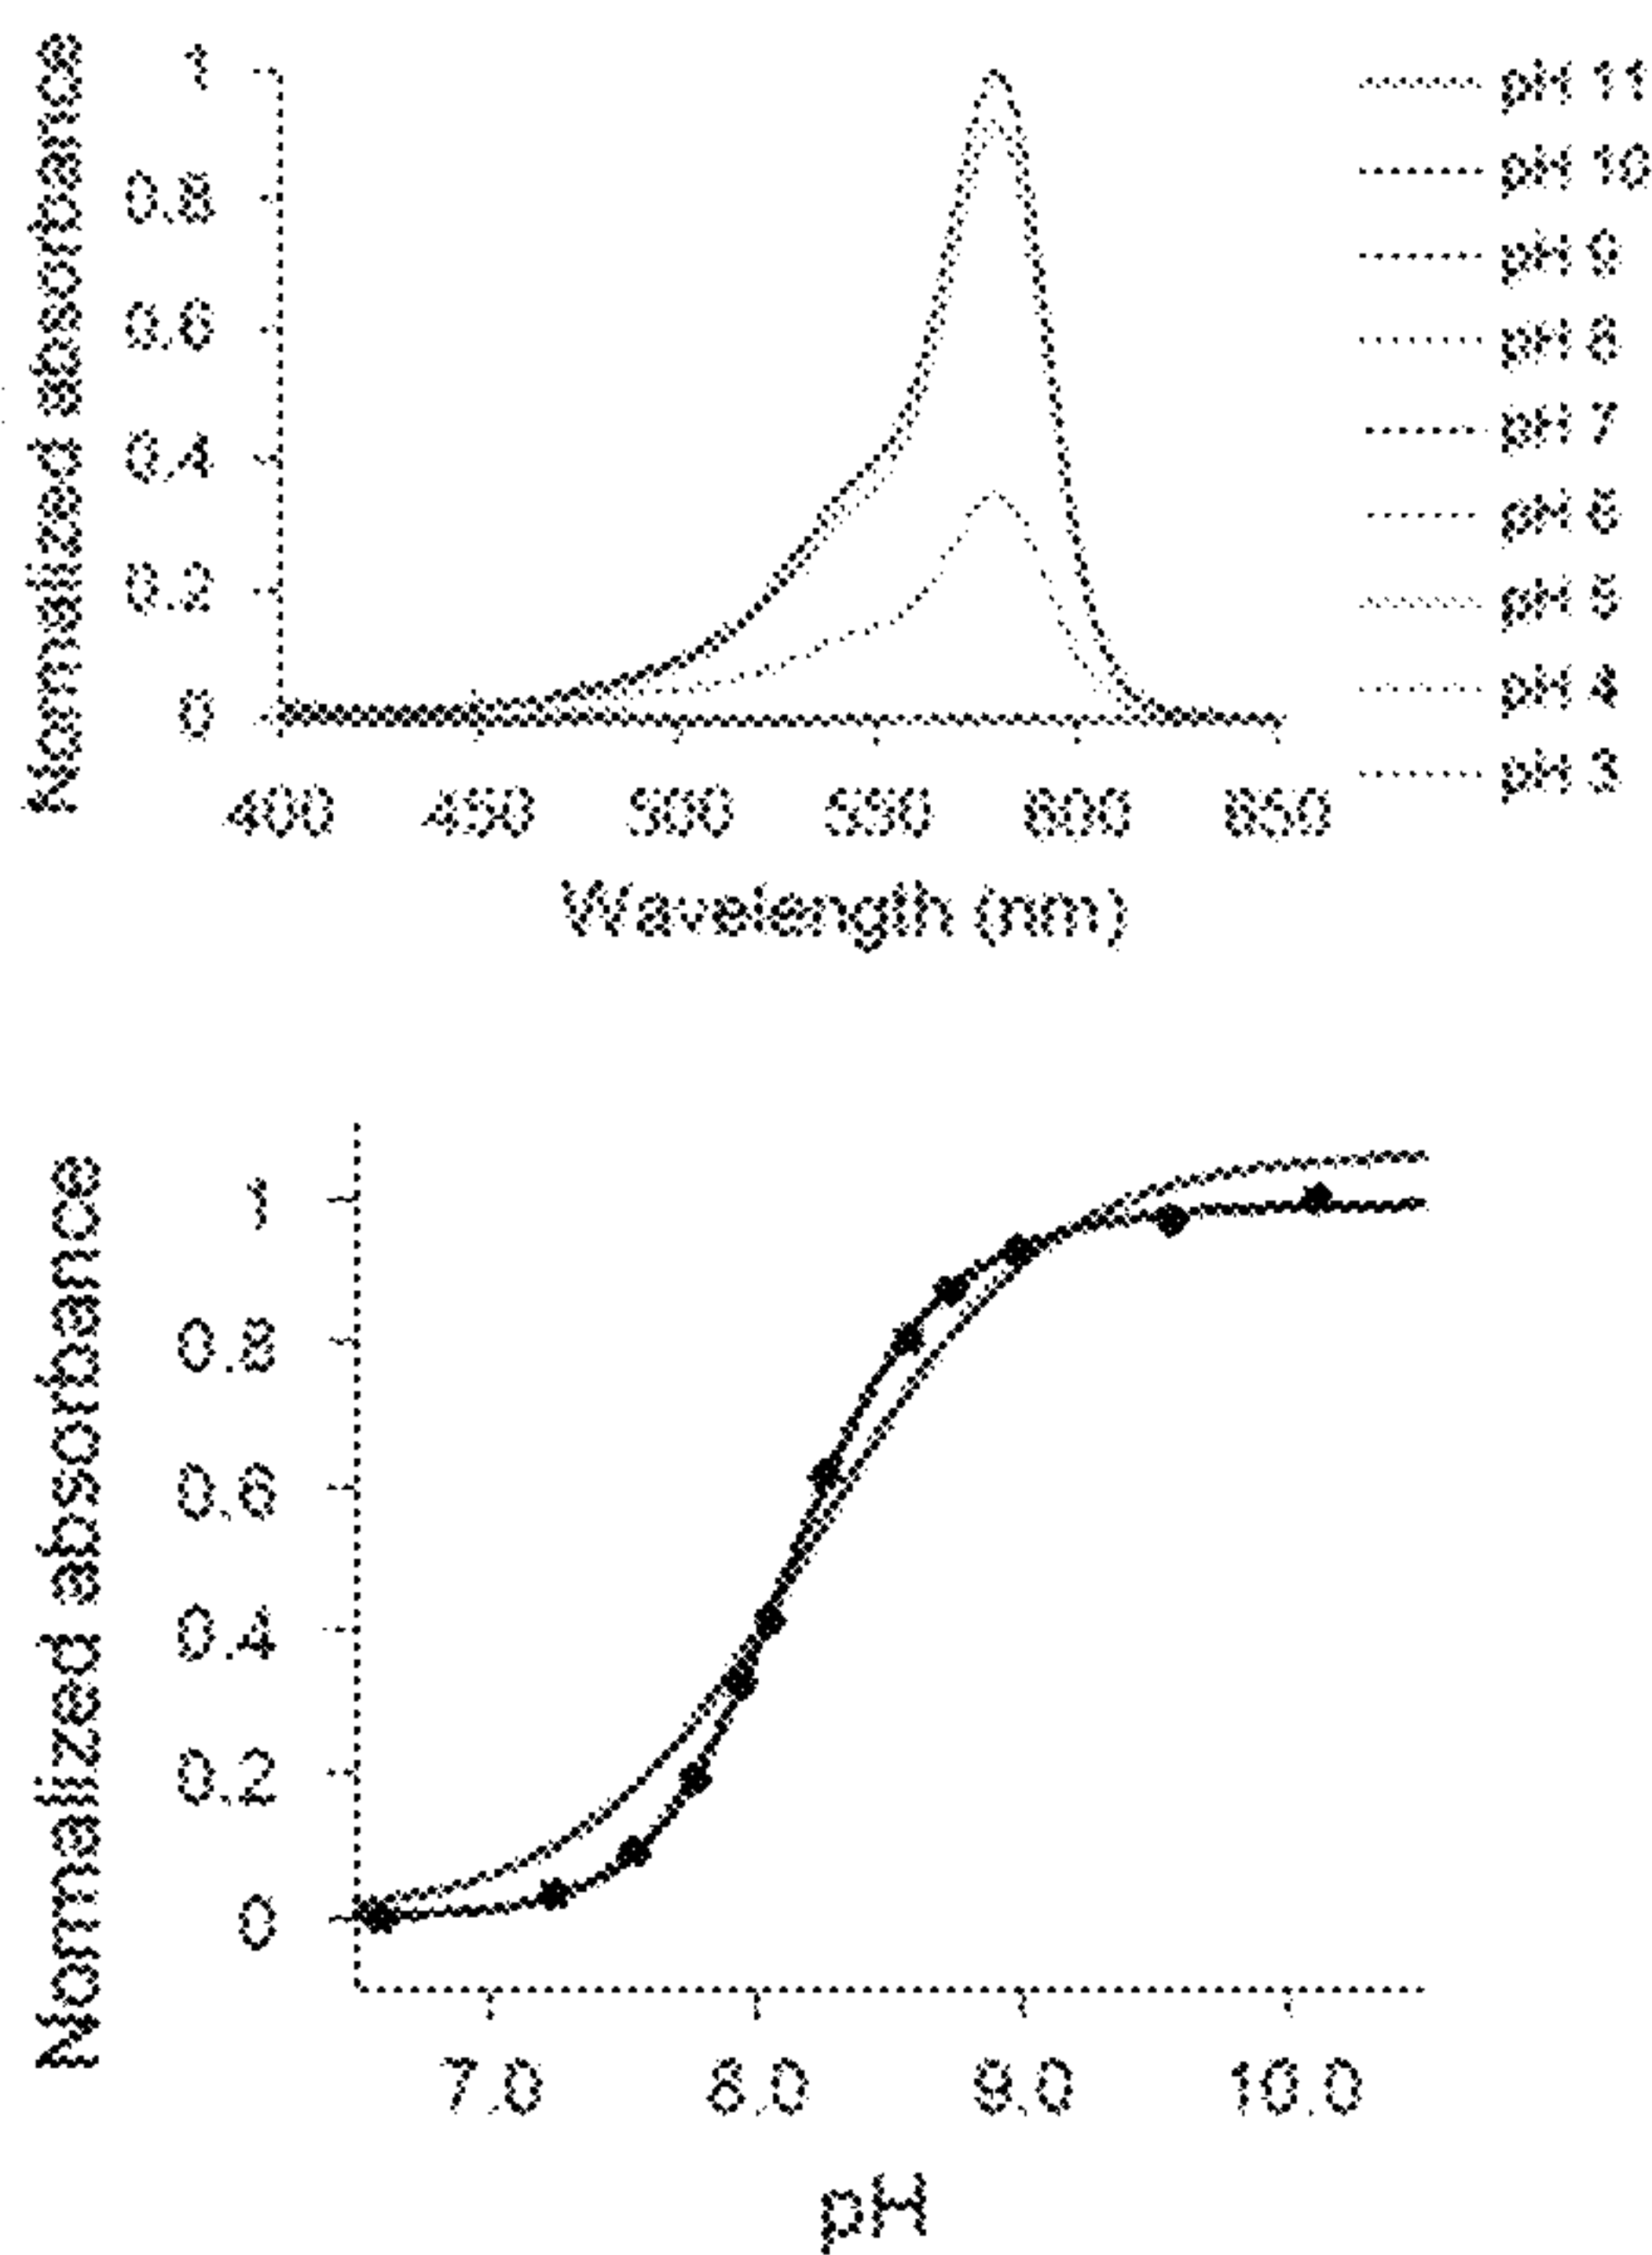 Normalized absorbance
1
0.8
0.6
0.4
0.2
0
400 450 500 550 600 650
Wavelength (nm)
pH 11
pH 10
pH 9
pH 8
pH 7
pH 6
pH 5
pH 4
pH 3
Normalized absorbance
1
0.8
0.6
0.4
0.2
0
7.0 8.0 9.0 10.0
pH